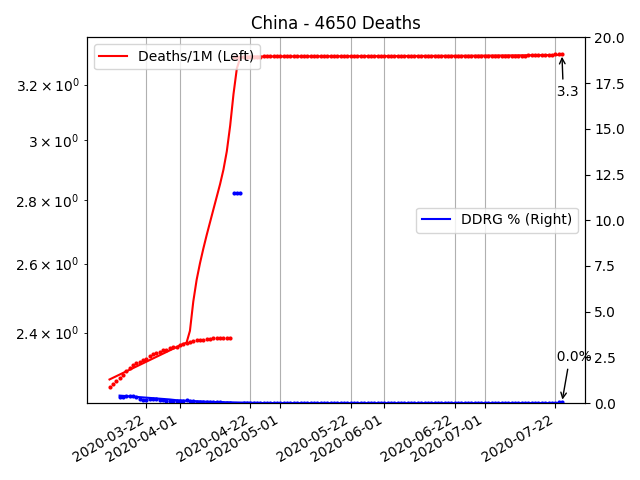 China - 4650 Deaths
Deaths/1M (Left)
DDRG % (Right)
3.3
0.0%
3.2 × 10⁰
3 × 10⁰
2.8 × 10⁰
2.6 × 10⁰
2.4 × 10⁰
20.0
17.5
15.0
12.5
10.0
7.5
5.0
2.5
0.0
2020-03-22
2020-04-01
2020-04-22
2020-05-01
2020-05-22
2020-06-01
2020-06-22
2020-07-01
2020-07-22